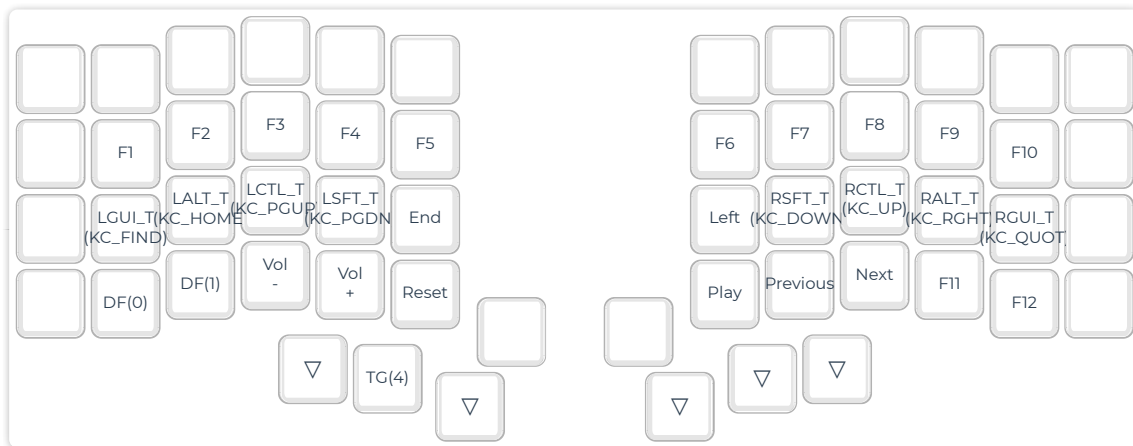 F1
F2
F3
F4
F5
F6
F7
F8
F9
F10
LGUI_T
(KC_FIND)
LALT_T
(KC_HOME
LCTL_T
(KC_PGUP
LSFT_T
(KC_PGDN
End
Left
RSFT_T
(KC_DOWN
RCTL_T
(KC_UP)
RALT_T
(KC_RGHT)
RGUI_T
(KC_QUOT)
DF(0)
DF(1)
Vol
-
Vol
+
Reset
Play
Previous
Next
F11
F12
▽
TG(4)
▽
▽
▽
▽